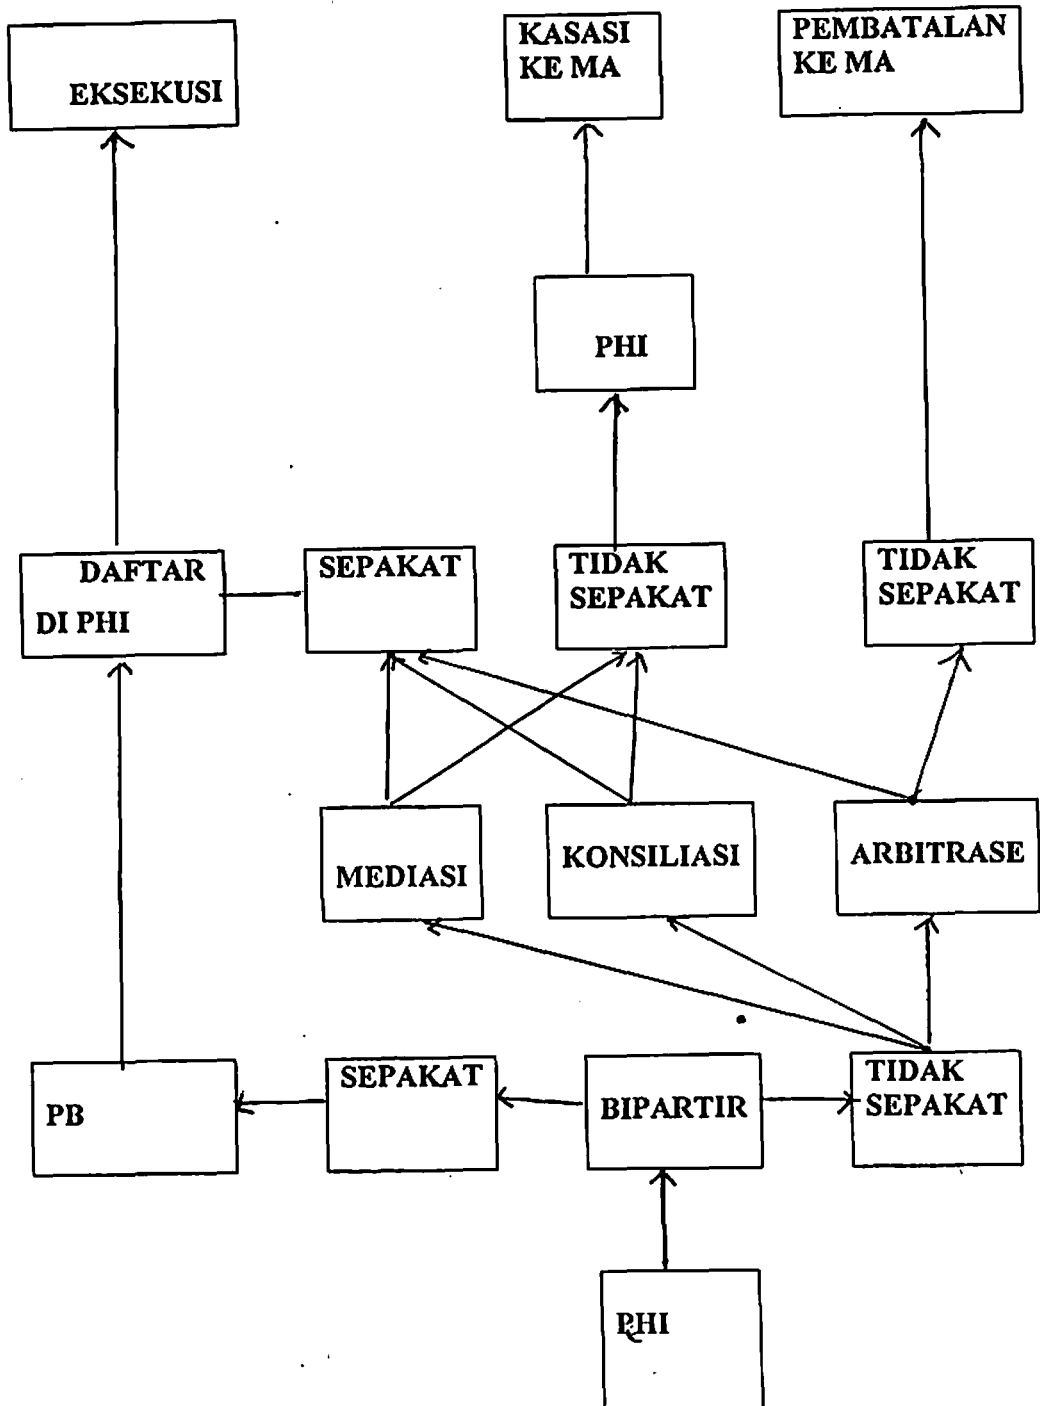 EKSEKUSI
KASASI
KE MA
PEMBATALAN
KE MA
PHI
DAFTAR
DI PHI
SEPAKAT
TIDAK
SEPAKAT
TIDAK
SEPAKAT
MEDIASI
KONSILIASI
ARBITRASE
PB
SEPAKAT
BIPARTIR
TIDAK
SEPAKAT
PHI